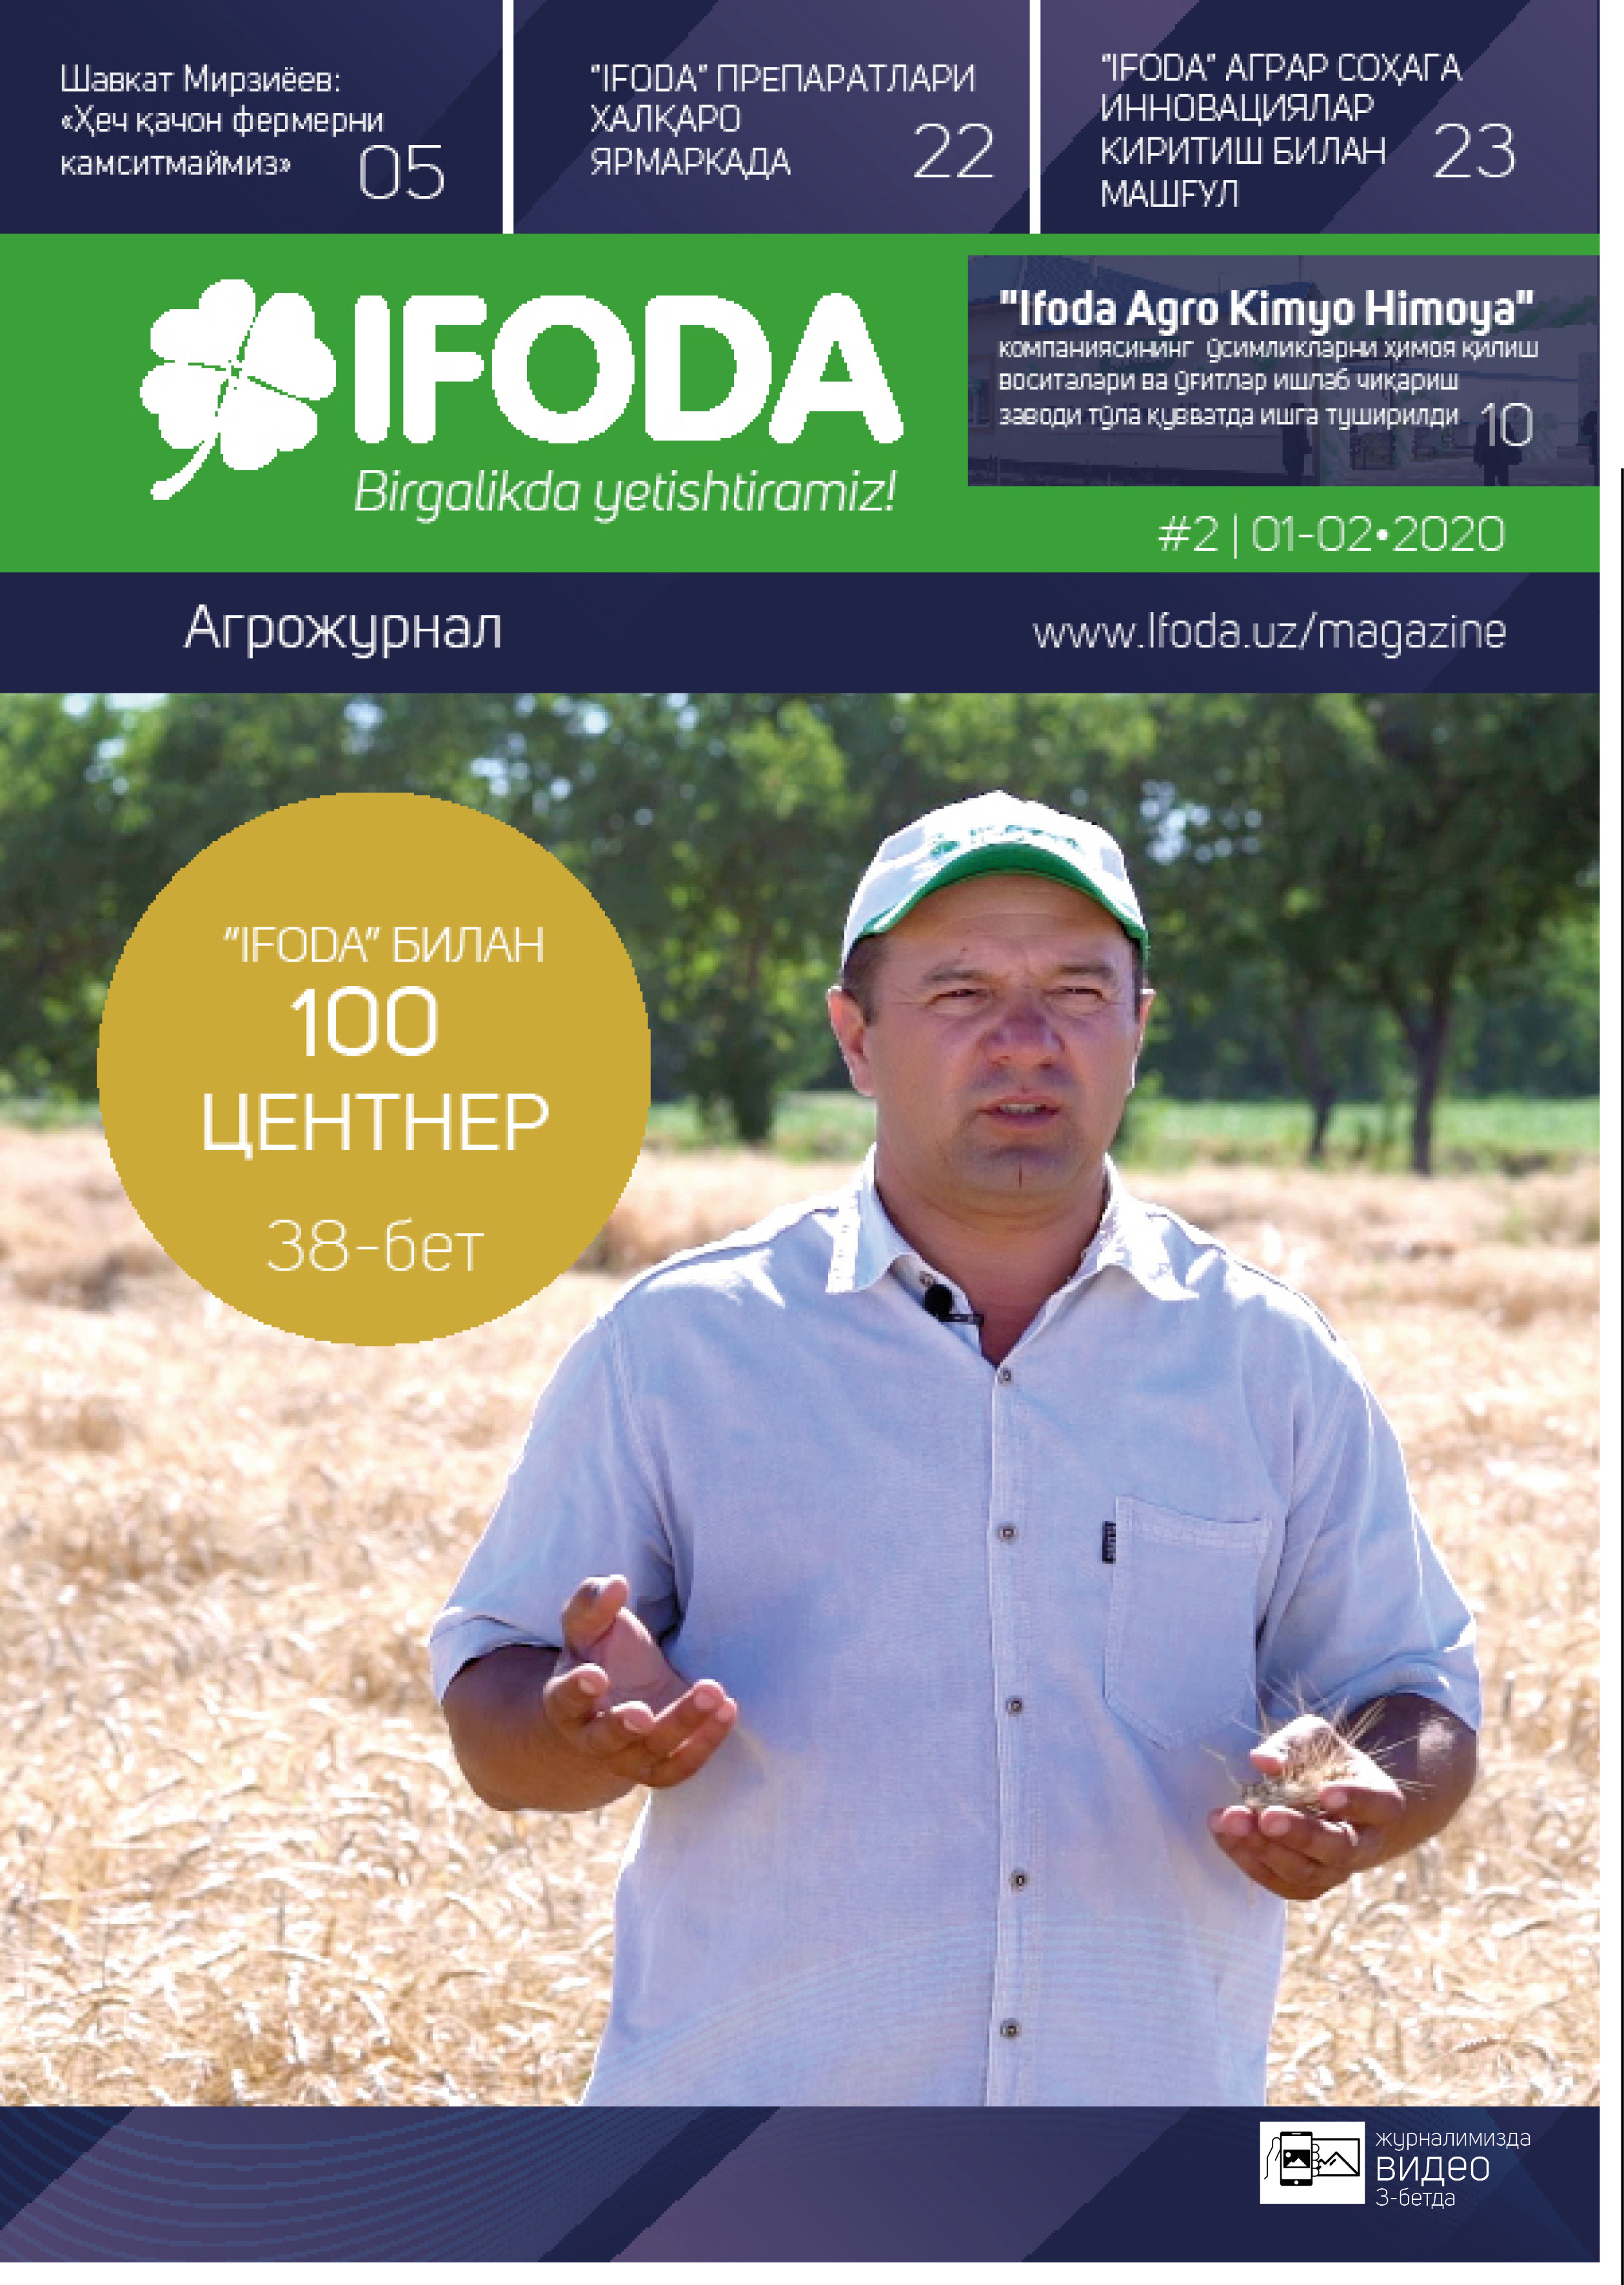 Шавкат Мирзиёев:
«Ҳеч қачон фермерни
камситмаймиз»
05
"IFODA" ПРЕПАРАТЛАРИ
ХАЛҚАРО
ЯРМАРКАДА
22
"IFODA" АГРАР СОҲАГА
ИННОВАЦИЯЛАР
КИРИТИШ БИЛАН
МАШҒУЛ
23
IFODA
Birgalikda yetishtiramiz!
"Ifoda Agro Kimyo Himoya"
компаниясининг ўсимликларни ҳимоя қилиш
воситалари ва ўғитлар ишлаб чиқариш
заводи тўла қувватда ишга туширилди
10
#2 | 01-02•2020
Агрожурнал
www.Ifoda.uz/magazine
"IFODA" БИЛАН
100
ЦЕНТНЕР
38-бет
журналимизда
видео
3-бетда